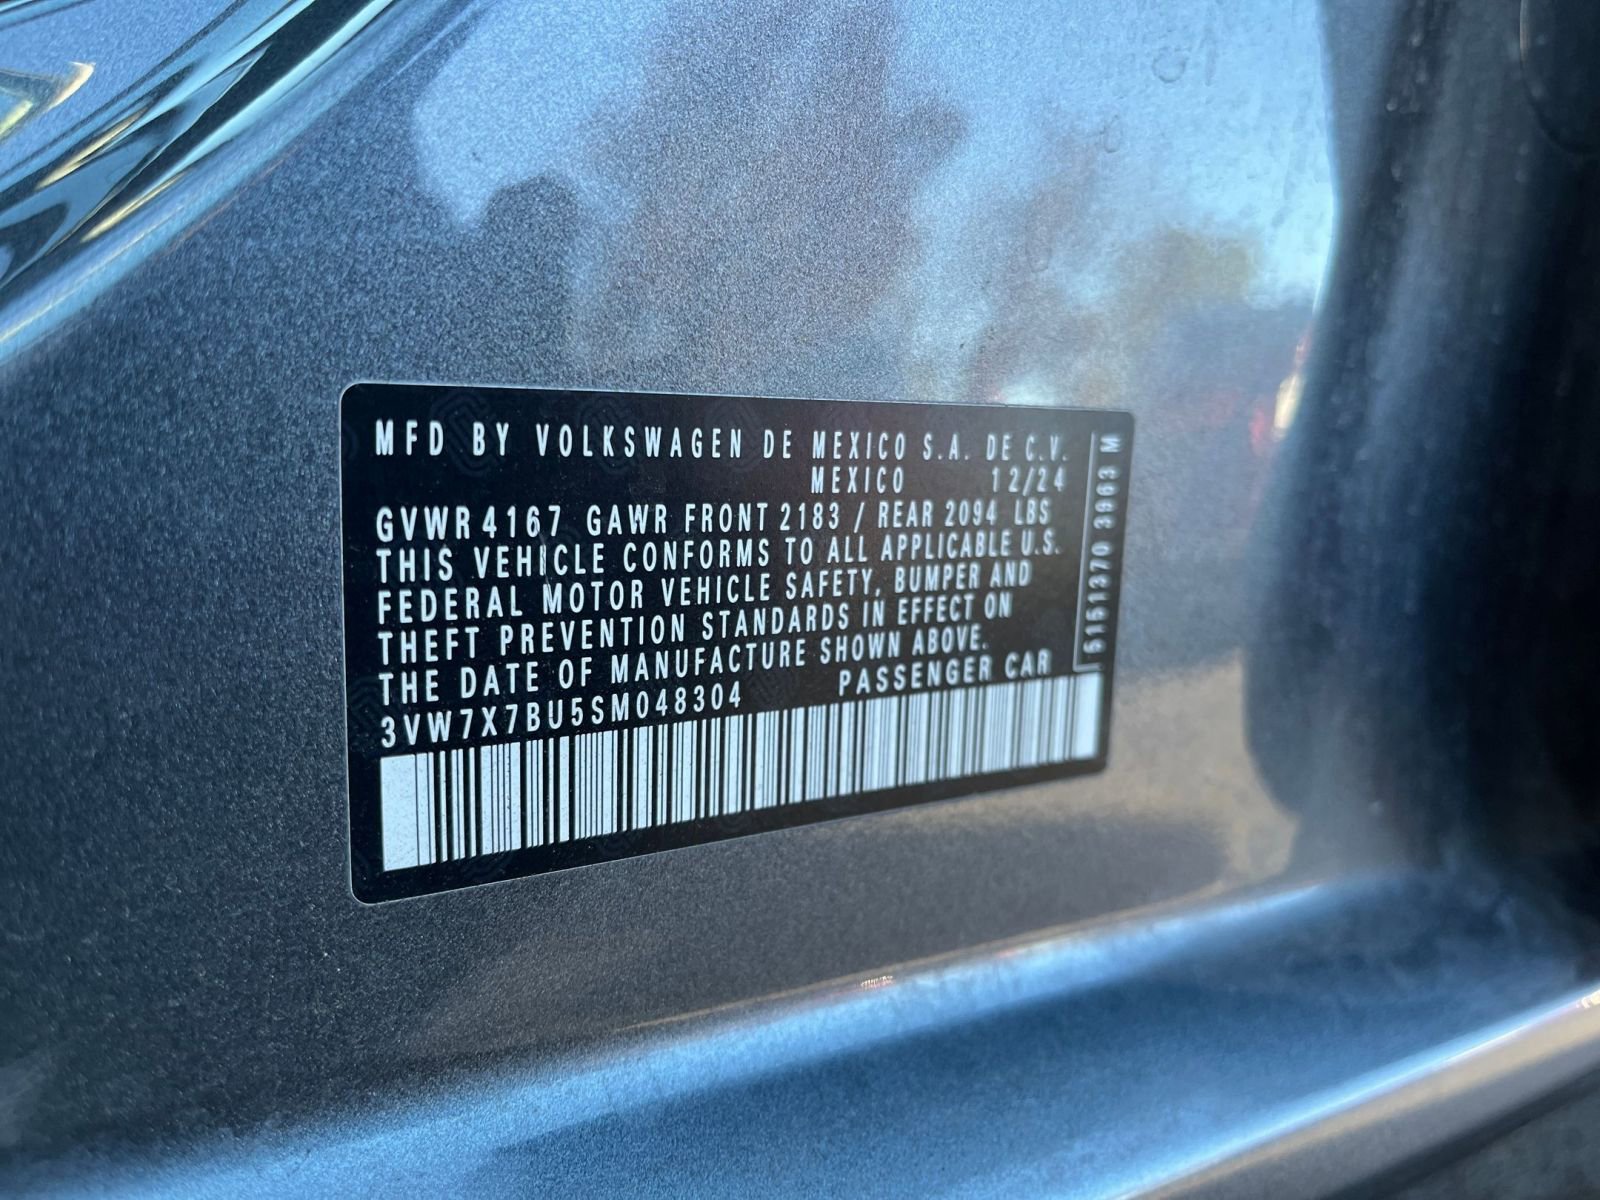 MFD BY VOLKSWAGEN DE MEXICO S.A. DE C.V.
MEXICO 12/24
GVWR 4167 GAWR FRONT 2183 / REAR 2094 LBS
THIS VEHICLE CONFORMS TO ALL APPLICABLE U.S.
FEDERAL MOTOR VEHICLE SAFETY, BUMPER AND
THEFT PREVENTION STANDARDS IN EFFECT ON
THE DATE OF MANUFACTURE SHOWN ABOVE.
3VW7X7BU5SM048304 PASSENGER CAR
5151370 3963 M